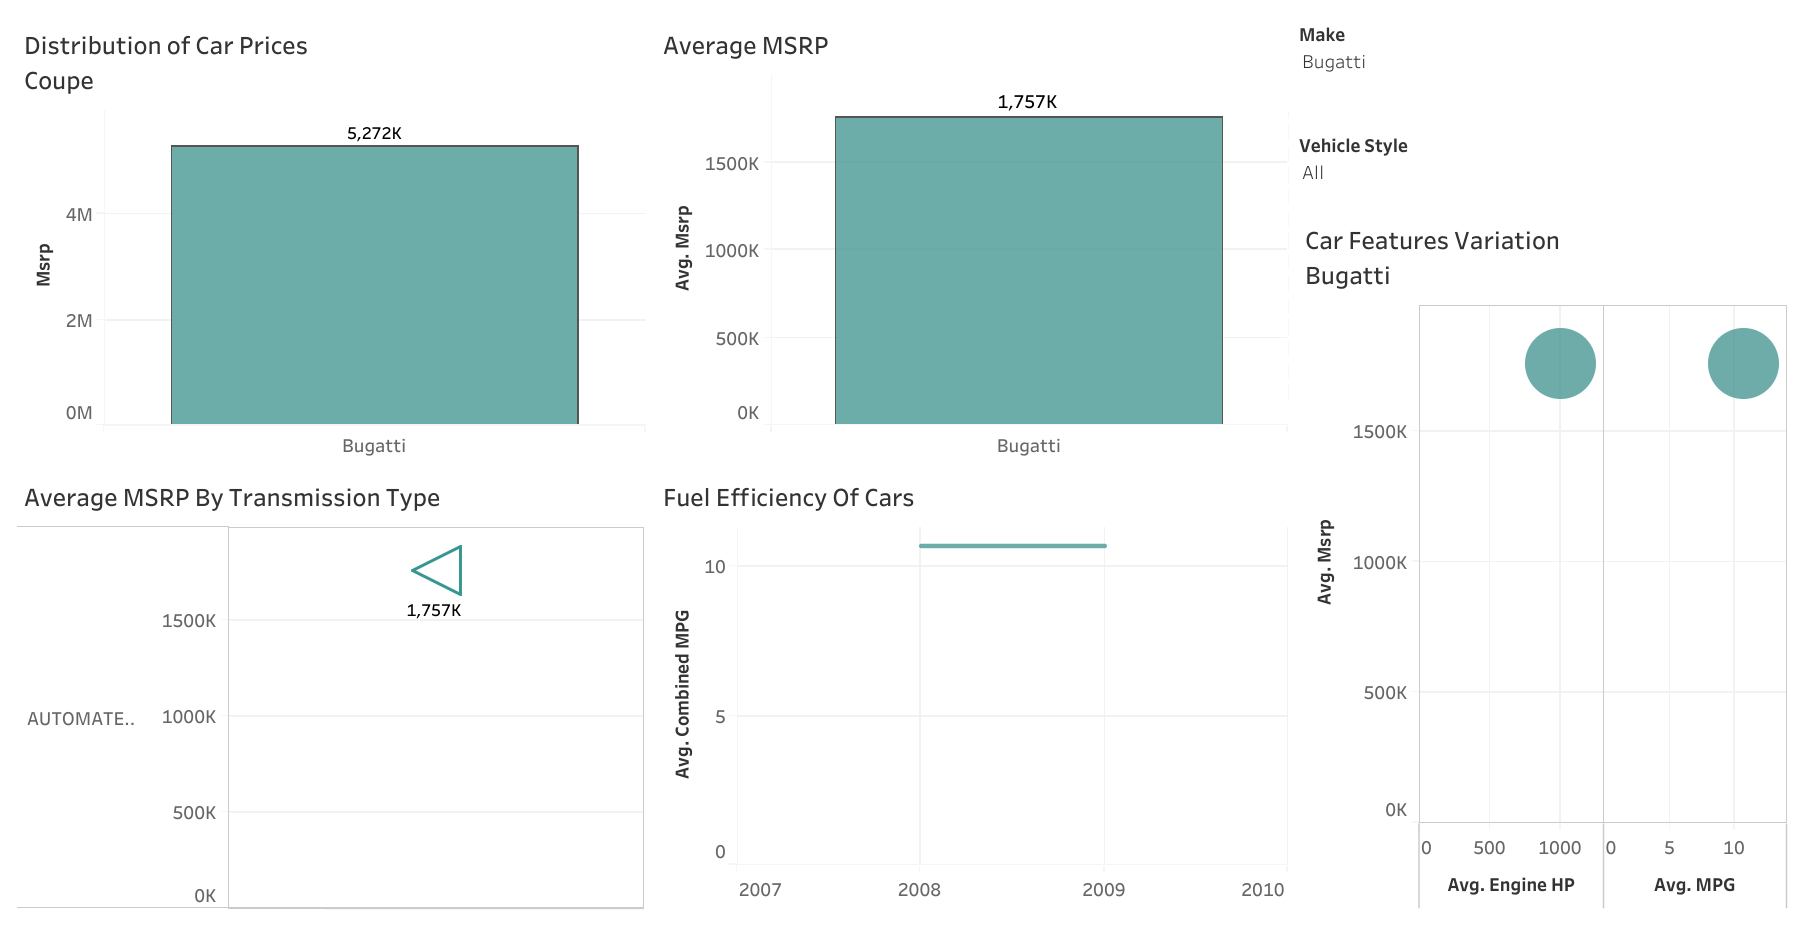 Distribution of Car Prices
Coupe
5,272K
4M
2M
0M
Msrp
Bugatti
Average MSRP
1,757K
1500K
1000K
500K
0K
Avg. Msrp
Bugatti
Make
Bugatti
Vehicle Style
All
Car Features Variation
Bugatti
1500K
1000K
500K
0K
Avg. Msrp
0 500 1000 0 5 10
Avg. Engine HP Avg. MPG
Average MSRP By Transmission Type
1,757K
1500K
AUTOMATE.. 1000K
500K
0K
Fuel Efficiency Of Cars
10
5
0
Avg. Combined MPG
2007 2008 2009 2010